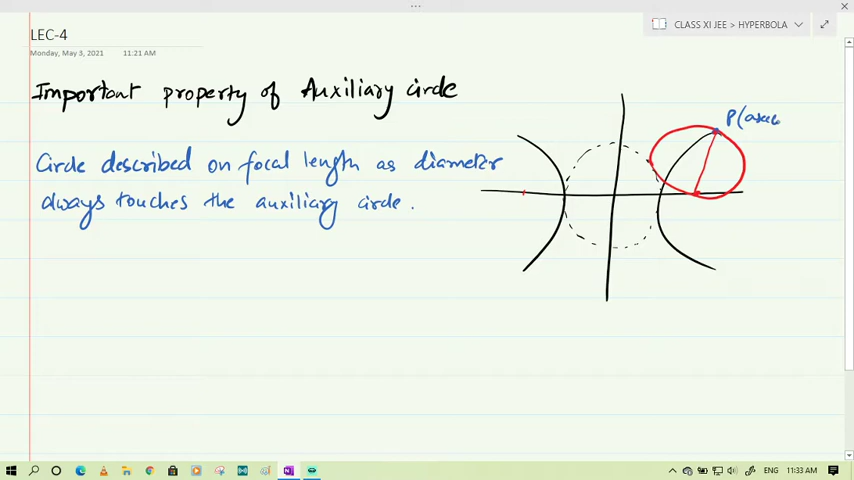 CLASS XI JEE > HYPERBOLA
LEC-4
Monday, May 3, 2021 11:21 AM
Important property of Auxiliary circle
P(asec
Circle described on focal length as diameter
always touches the auxiliary circle.
ENG 11:33 AM